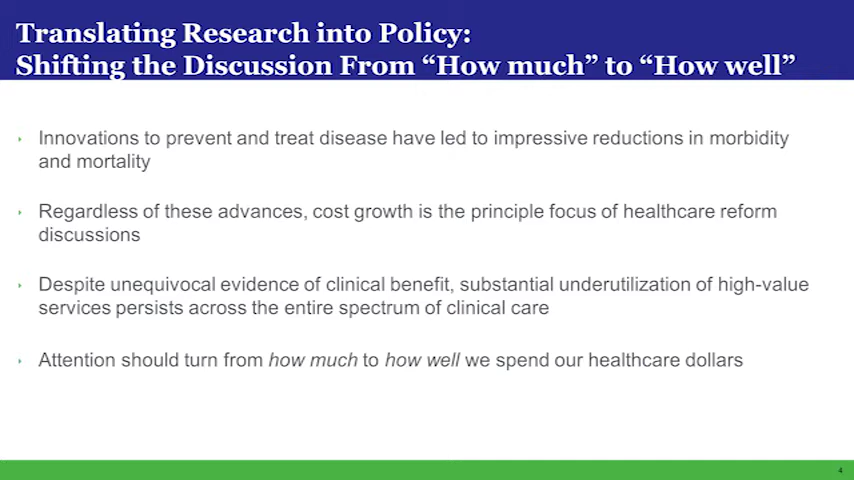 Translating Research into Policy:
Shifting the Discussion From “How much” to “How well”
Innovations to prevent and treat disease have led to impressive reductions in morbidity
and mortality
Regardless of these advances, cost growth is the principle focus of healthcare reform
discussions
Despite unequivocal evidence of clinical benefit, substantial underutilization of high-value
services persists across the entire spectrum of clinical care
Attention should turn from how much to how well we spend our healthcare dollars
4